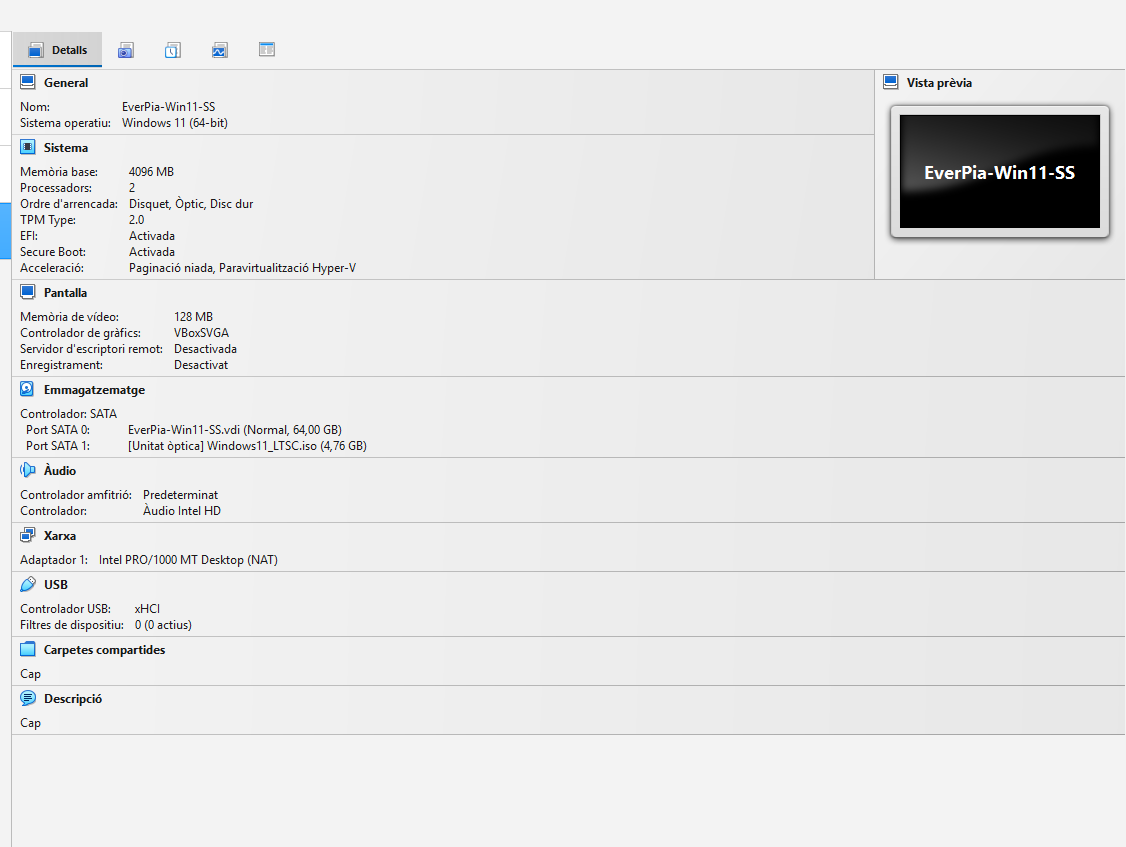 Detalls
General
Nom: EverPia-Win11-SS
Sistema operatiu: Windows 11 (64-bit)
Vista prèvia
EverPia-Win11-SS
Sistema
Memòria base: 4096 MB
Processadors: 2
Ordre d'arrencada: Disquet, Òptic, Disc dur
TPM Type: 2.0
EFI: Activada
Secure Boot: Activada
Acceleració: Paginació niada, Paravirtualització Hyper-V
Pantalla
Memòria de vídeo: 128 MB
Controlador de gràfics: VBoxSVGA
Servidor d'escriptori remot: Desactivada
Enregistrament: Desactivat
Emmagatzematge
Controlador: SATA
Port SATA 0: EverPia-Win11-SS.vdi (Normal, 64,00 GB)
Port SATA 1: [Unitat òptica] Windows11_LTSC.iso (4,76 GB)
Àudio
Controlador amfitrió: Predeterminat
Controlador: Àudio Intel HD
Xarxa
Adaptador 1: Intel PRO/1000 MT Desktop (NAT)
USB
Controlador USB: xHCI
Filtres de dispositiu: 0 (0 actius)
Carpetes compartides
Cap
Descripció
Cap